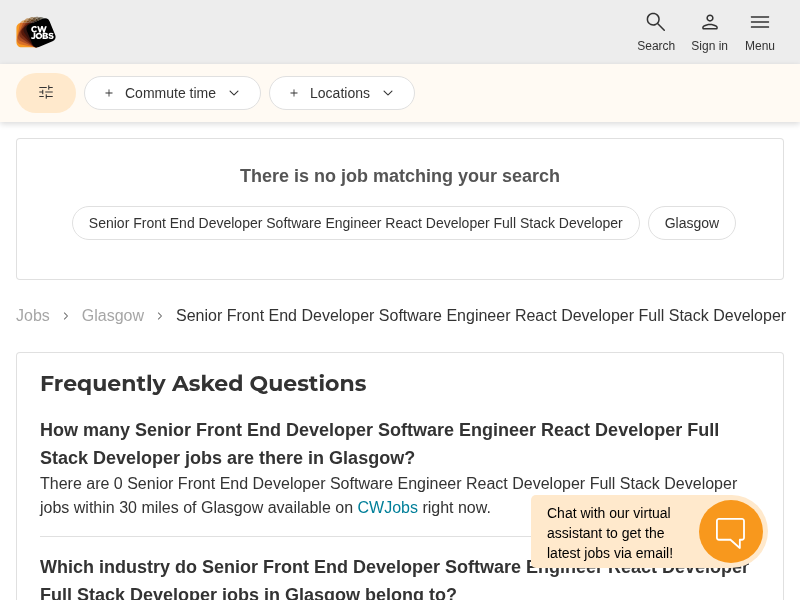 CW
JOBS
Search
Sign in
Menu
Commute time
Locations
There is no job matching your search
Senior Front End Developer Software Engineer React Developer Full Stack Developer
Glasgow
Jobs
Glasgow
Senior Front End Developer Software Engineer React Developer Full Stack Developer
Frequently Asked Questions
How many Senior Front End Developer Software Engineer React Developer Full
Stack Developer jobs are there in Glasgow?
There are 0 Senior Front End Developer Software Engineer React Developer Full Stack Developer
jobs within 30 miles of Glasgow available on CWJobs right now.
Chat with our virtual
assistant to get the
latest jobs via email!
Which industry do Senior Front End Developer Software Engineer React Developer
Full Stack Developer jobs in Glasgow belong to?